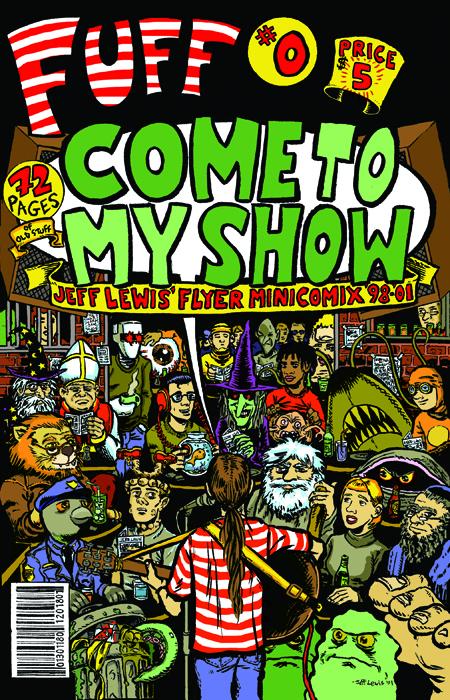 FUFF
#0
PRICE
$5
COME TO
MY SHOW
72
PAGES
OF
OLD STUFF
JEFF LEWIS' FLYER MINICOMIX '98-01